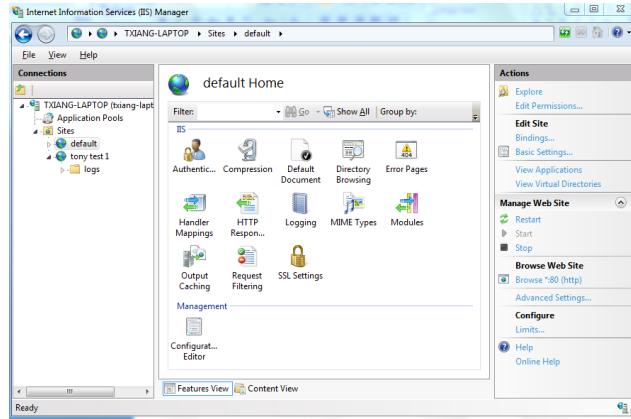 Internet Information Services (IIS) Manager
TXIANG-LAPTOP Sites default
File View Help
Connections
TXIANG-LAPTOP (txiang-lapt
Application Pools
Sites
default
tony test 1
logs
default Home
Filter: Go Show All Group by:
IIS
Authentic... Compression Default Document Directory Browsing Error Pages
Handler Mappings HTTP Respon... Logging MIME Types Modules
Output Caching Request Filtering SSL Settings
Management
Configurat... Editor
Features View Content View
Actions
Explore
Edit Permissions...
Edit Site
Bindings...
Basic Settings...
View Applications
View Virtual Directories
Manage Web Site
Restart
Start
Stop
Browse Web Site
Browse *:80 (http)
Advanced Settings...
Configure
Limits...
Help
Online Help
Ready